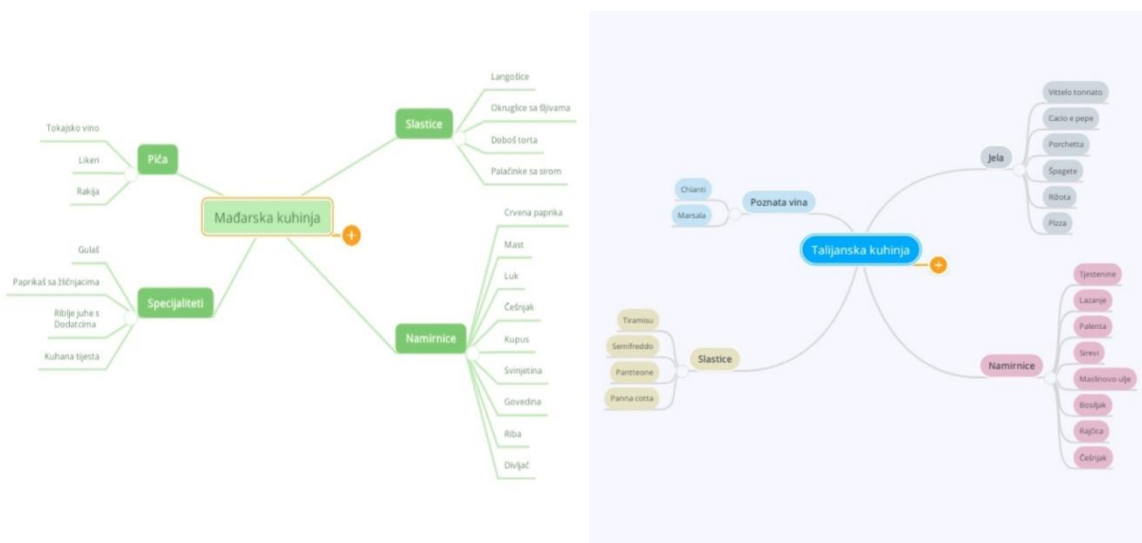 Mađarska kuhinja
Pića
Tokajsko vino
Likeri
Rakija
Specijaliteti
Gulaš
Paprikaš sa žličnjacima
Riblje juhe s
Dodatcima
Kuhana tijesta
Slastice
Langošice
Okruglice sa šljivama
Doboš torta
Palačinke sa sirom
Namirnice
Crvena paprika
Mast
Luk
Češnjak
Kupus
Svinjetina
Govedina
Riba
Divljač
Talijanska kuhinja
Poznata vina
Chianti
Marsala
Slastice
Tiramisu
Semifreddo
Pantteone
Panna cotta
Jela
Vittelo tonnato
Cacio e pepe
Porchetta
Špagete
Rižota
Pizza
Namirnice
Tjestenine
Lazanje
Palenta
Sirevi
Maslinovo ulje
Bosiljak
Rajčica
Češnjak